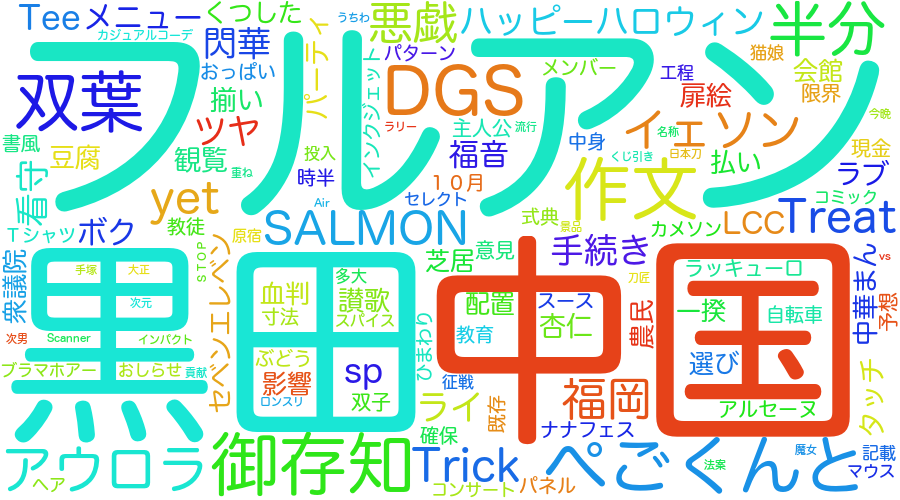 Tee
メニュー
くつした
悪戯
うちわ
ハッピーハロウィン
半分
カジュアルコーデ
閃華
パーティ
パターン
猫娘
双葉
おっぱい
インクジェット
DGS
メンバー
工程
会館
フルアシ
揃い
ツヤ
ラリー
主人公
流行
扉絵
限界
今晩
書風
豆腐
観覧
投入
福音
中身
イェソン
名称
現金
看守
重ね
時半
くじ引き
日本刀
払い
ラブ
yet
Air
セレクト
10月
作文
コミック
Tシャツ
ボク
教徒
原宿
SALMON
式典
景品
カメソン
LCC
Treat
衆議院
STOP
セベンエレベン
芝居
意見
手続き
中華まん
vs
黒田
中国
手塚
大正
多大
刀匠
ラッキューロ
次元
血判
讃歌
配置
スース
一揆
自転車
予想
寸法
スパイス
ひまわり
教育
杏仁
農民
次男
Scanner
インパクト
ブラマホアー
おしらせ
貢献
ぶどう
影響
sp
征戦
選び
タッチ
ロンスリ
双子
ライ
既存
福岡
アルセーヌ
アウロラ
御存知
確保
ナナフェス
ぺごくんと
魔女
記載
ヘア
Trick
コンサート
パネル
法案
マウス